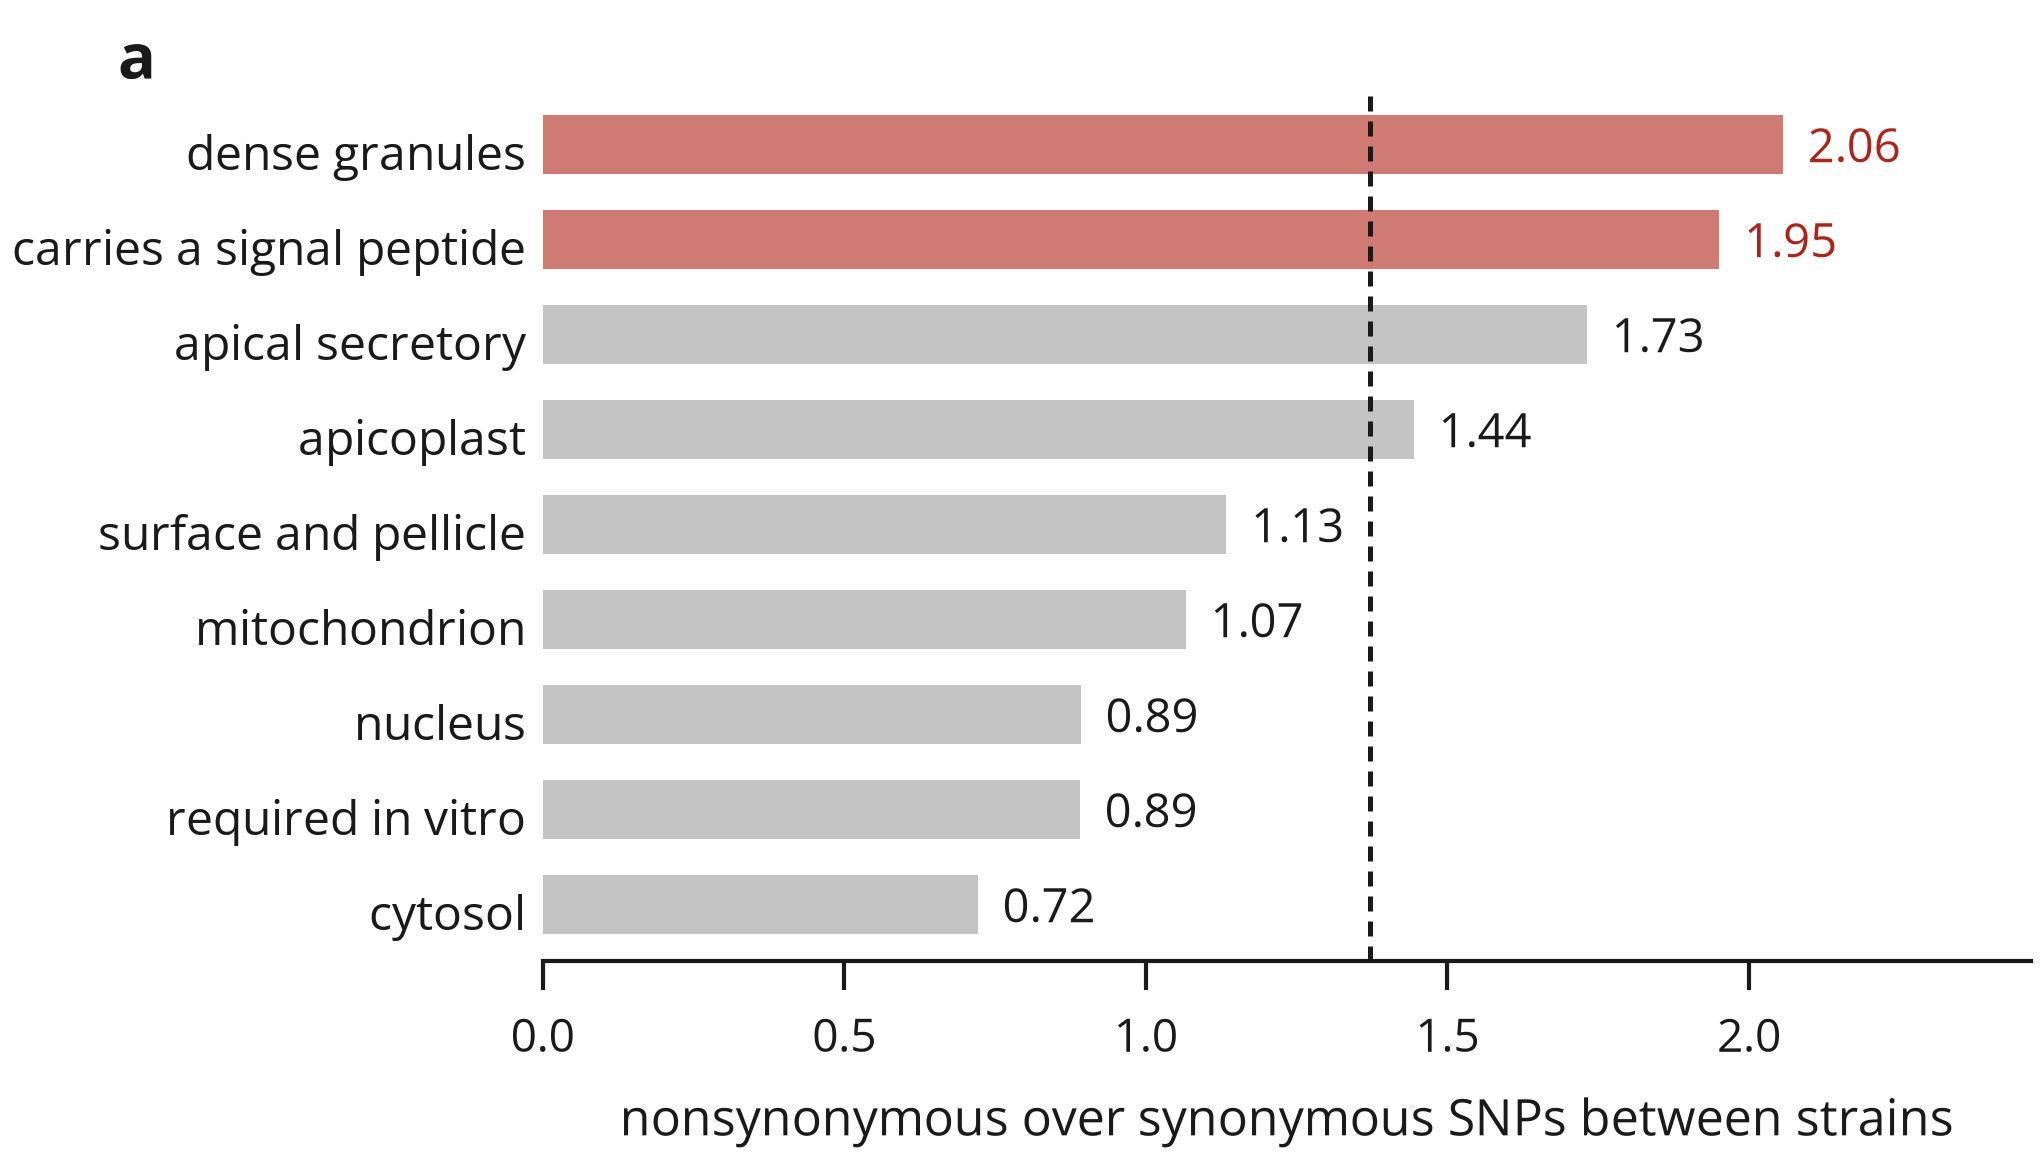 a
dense granules 2.06
carries a signal peptide 1.95
apical secretory 1.73
apicoplast 1.44
surface and pellicle 1.13
mitochondrion 1.07
nucleus 0.89
required in vitro 0.89
cytosol 0.72
0.0 0.5 1.0 1.5 2.0
nonsynonymous over synonymous SNPs between strains